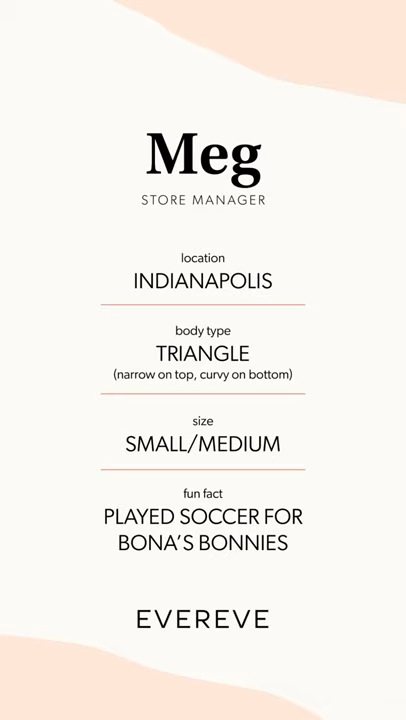 Meg
STORE MANAGER
location
INDIANAPOLIS
body type
TRIANGLE
(narrow on top, curvy on bottom)
size
SMALL/MEDIUM
fun fact
PLAYED SOCCER FOR
BONA'S BONNIES
EVEREVE